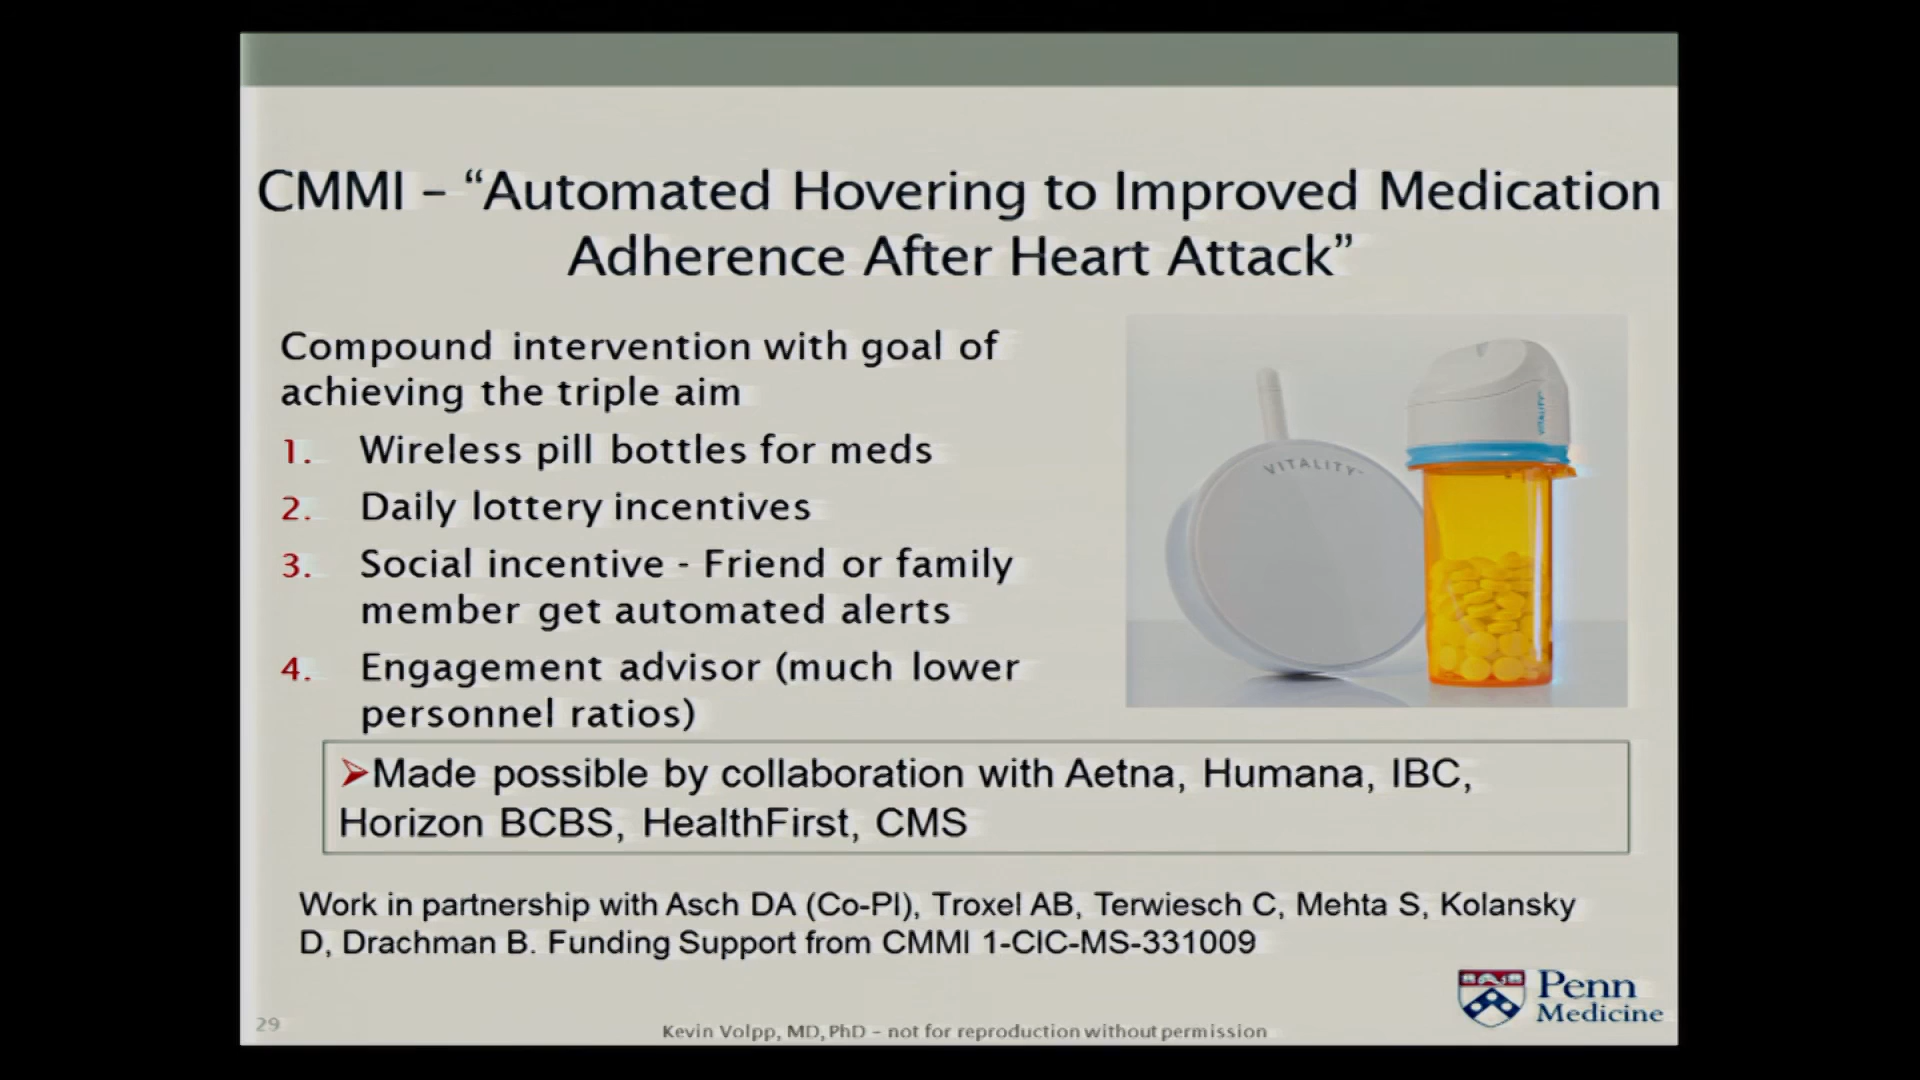 CMMI – “Automated Hovering to Improved Medication
Adherence After Heart Attack”
Compound intervention with goal of
achieving the triple aim
1. Wireless pill bottles for meds
2. Daily lottery incentives
3. Social incentive - Friend or family
member get automated alerts
4. Engagement advisor (much lower
personnel ratios)
VITALITY
VITALITY
➢Made possible by collaboration with Aetna, Humana, IBC,
Horizon BCBS, HealthFirst, CMS
Work in partnership with Asch DA (Co-PI), Troxel AB, Terwiesch C, Mehta S, Kolansky
D, Drachman B. Funding Support from CMMI 1-CIC-MS-331009
Penn
Medicine
29
Kevin Volpp, MD, PhD – not for reproduction without permission